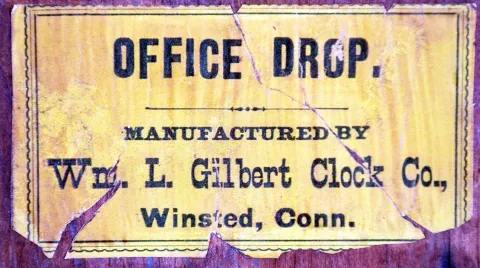 OFFICE DROP.
MANUFACTURED BY
Wm. L. Gilbert Clock Co.,
Winsted, Conn.